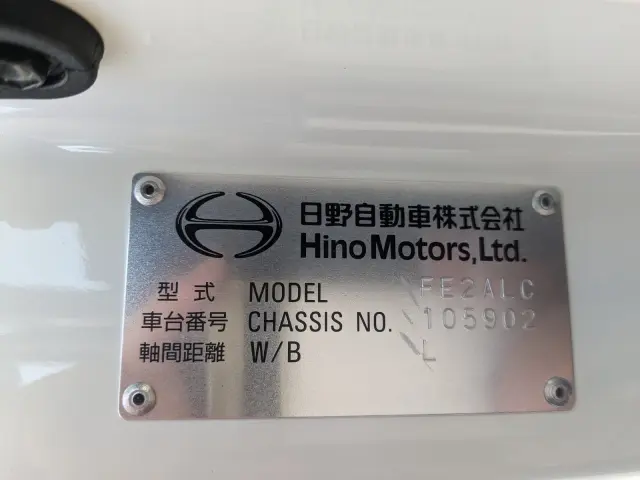 日野自動車株式会社
Hino Motors, Ltd.
型式 MODEL FE2ALC
車台番号 CHASSIS NO. 105902
軸間距離 W/B L